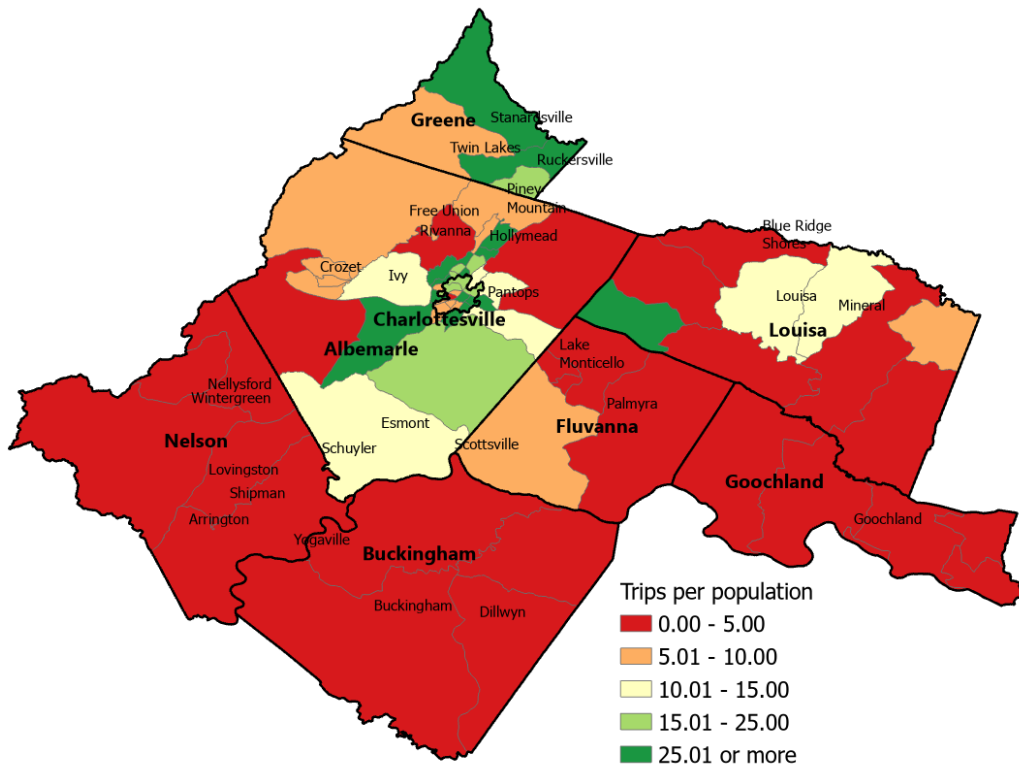 Stanardsville
Greene
Twin Lakes
Ruckersville
Piney
Mountain
Free Union
Rivanna
Hollymead
Blue Ridge
Shores
Crozet
Ivy
Pantops
Louisa
Mineral
Charlottesville
Louisa
Albemarle
Lake
Monticello
Nellysford
Wintergreen
Palmyra
Esmont
Fluvanna
Nelson
Schuyler
Scottsville
Lovingston
Goochland
Shipman
Arrington
Goochland
Yogaville
Buckingham
Buckingham
Dillwyn
Trips per population
0.00 - 5.00
5.01 - 10.00
10.01 - 15.00
15.01 - 25.00
25.01 or more